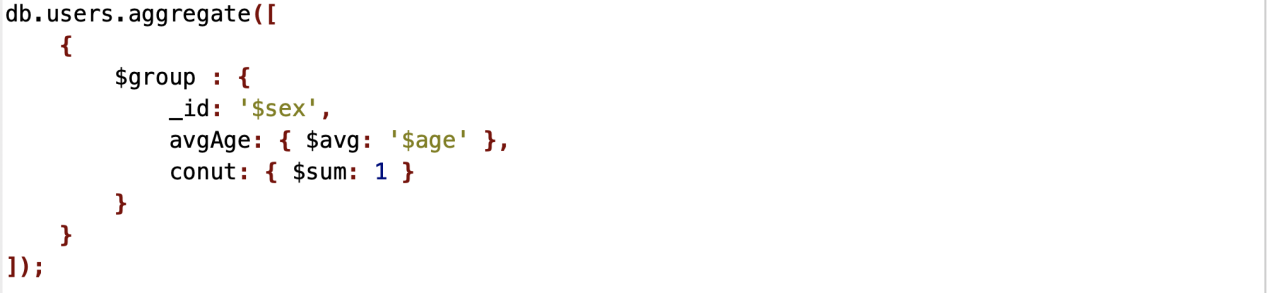 db.users.aggregate([
    {
        $group : {
            _id: '$sex',
            avgAge: { $avg: '$age' },
            conut: { $sum: 1 }
        }
    }
]);